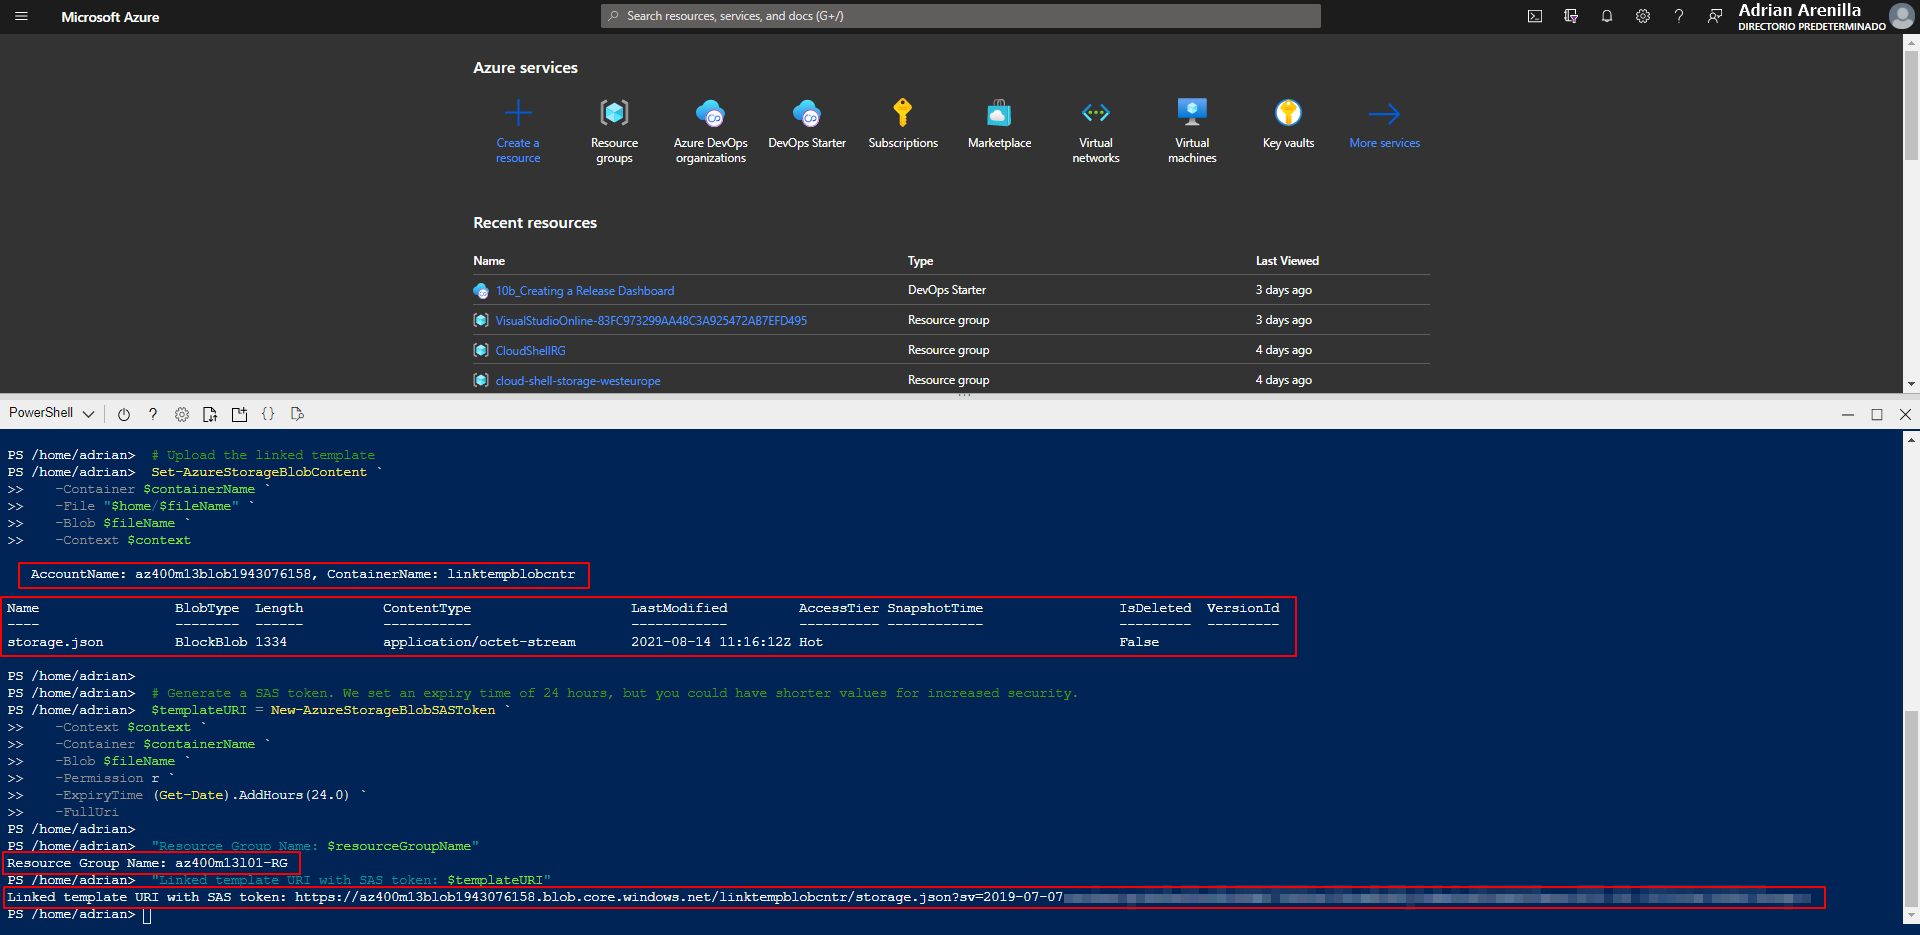 Microsoft Azure
Search resources, services, and docs (G+/)
Adrian Arenilla
DIRECTORIO PREDETERMINADO
Azure services
Create a resource
Resource groups
Azure DevOps organizations
DevOps Starter
Subscriptions
Marketplace
Virtual networks
Virtual machines
Key vaults
More services
Recent resources
Name Type Last Viewed
10b_Creating a Release Dashboard DevOps Starter 3 days ago
VisualStudioOnline-83FC973299AA48C3A925472AB7EFD495 Resource group 3 days ago
CloudShellRG Resource group 4 days ago
cloud-shell-storage-westeurope Resource group 4 days ago
PowerShell
PS /home/adrian> # Upload the linked template
PS /home/adrian> Set-AzureStorageBlobContent `
>> -Container $containerName `
>> -File "$home/$fileName" `
>> -Blob $fileName `
>> -Context $context
AccountName: az400m13blob1943076158, ContainerName: linktempblobcntr
Name BlobType Length ContentType LastModified AccessTier SnapshotTime IsDeleted VersionId
---- -------- ------ ----------- ------------ ---------- ------------ --------- ---------
storage.json BlockBlob 1334 application/octet-stream 2021-08-14 11:16:12Z Hot False
PS /home/adrian>
PS /home/adrian> # Generate a SAS token. We set an expiry time of 24 hours, but you could have shorter values for increased security.
PS /home/adrian> $templateURI = New-AzureStorageBlobSASToken `
>> -Context $context `
>> -Container $containerName `
>> -Blob $fileName `
>> -Permission r `
>> -ExpiryTime (Get-Date).AddHours(24.0) `
>> -FullUri
PS /home/adrian>
PS /home/adrian> "Resource Group Name: $resourceGroupName"
Resource Group Name: az400m13l01-RG
PS /home/adrian> "Linked template URI with SAS token: $templateURI"
Linked template URI with SAS token: https://az400m13blob1943076158.blob.core.windows.net/linktempblobcntr/storage.json?sv=2019-07-07
PS /home/adrian>